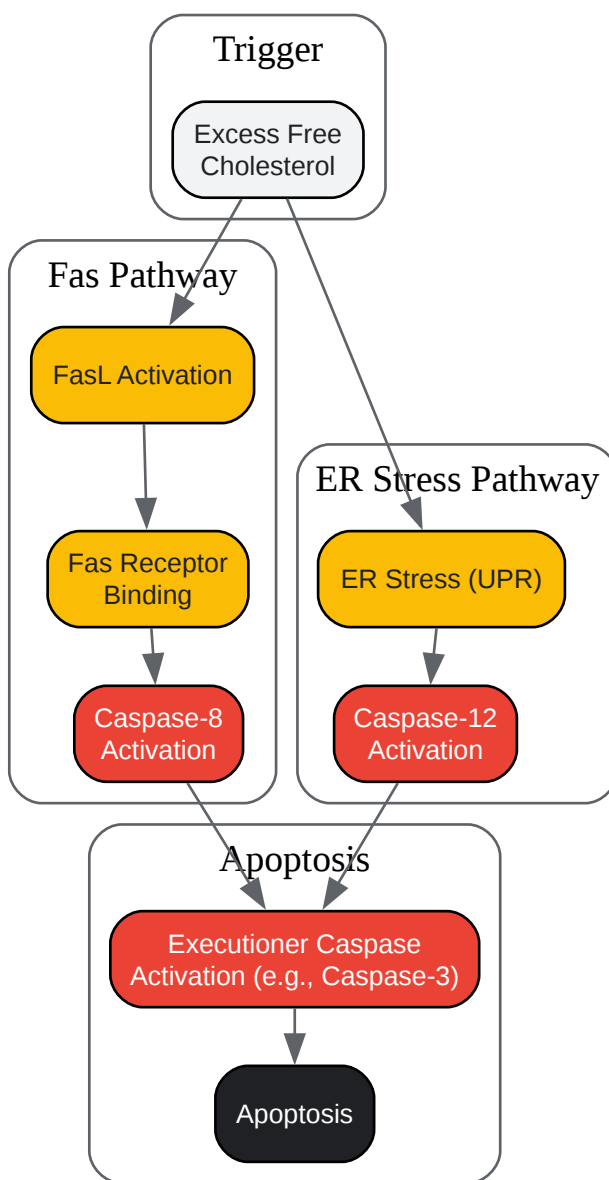 Trigger
Excess Free
Cholesterol
Fas Pathway
FasL Activation
Fas Receptor
Binding
Caspase-8
Activation
ER Stress Pathway
ER Stress (UPR)
Caspase-12
Activation
Apoptosis
Executioner Caspase
Activation (e.g., Caspase-3)
Apoptosis